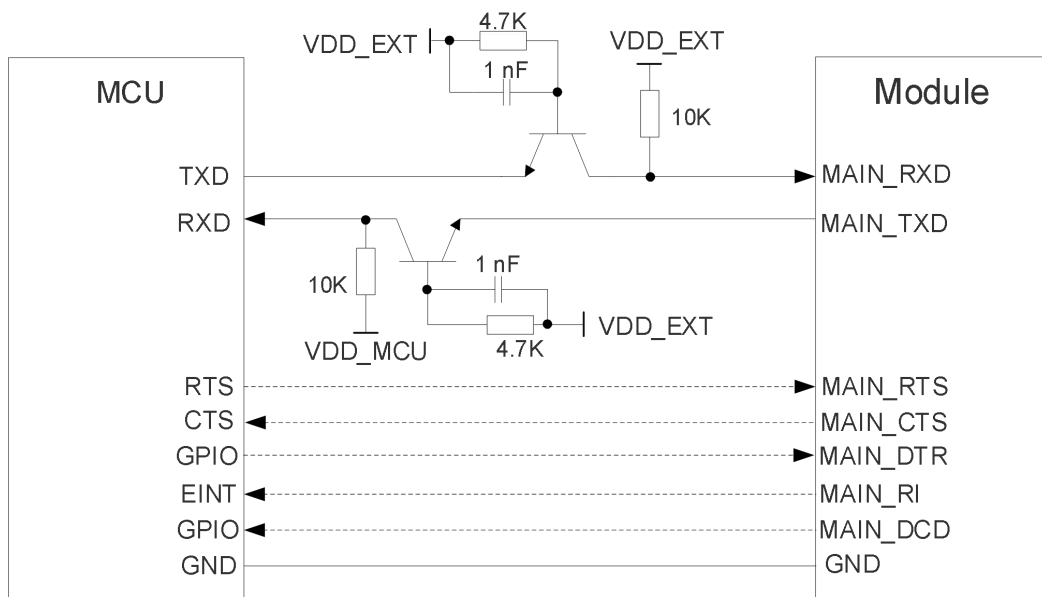 4.7K
VDD_EXT
VDD_EXT
1 nF
MCU
Module
10K
TXD
MAIN_RXD
RXD
MAIN_TXD
1 nF
10K
VDD_EXT
VDD_MCU
4.7K
RTS
MAIN_RTS
CTS
MAIN_CTS
GPIO
MAIN_DTR
EINT
MAIN_RI
GPIO
MAIN_DCD
GND
GND